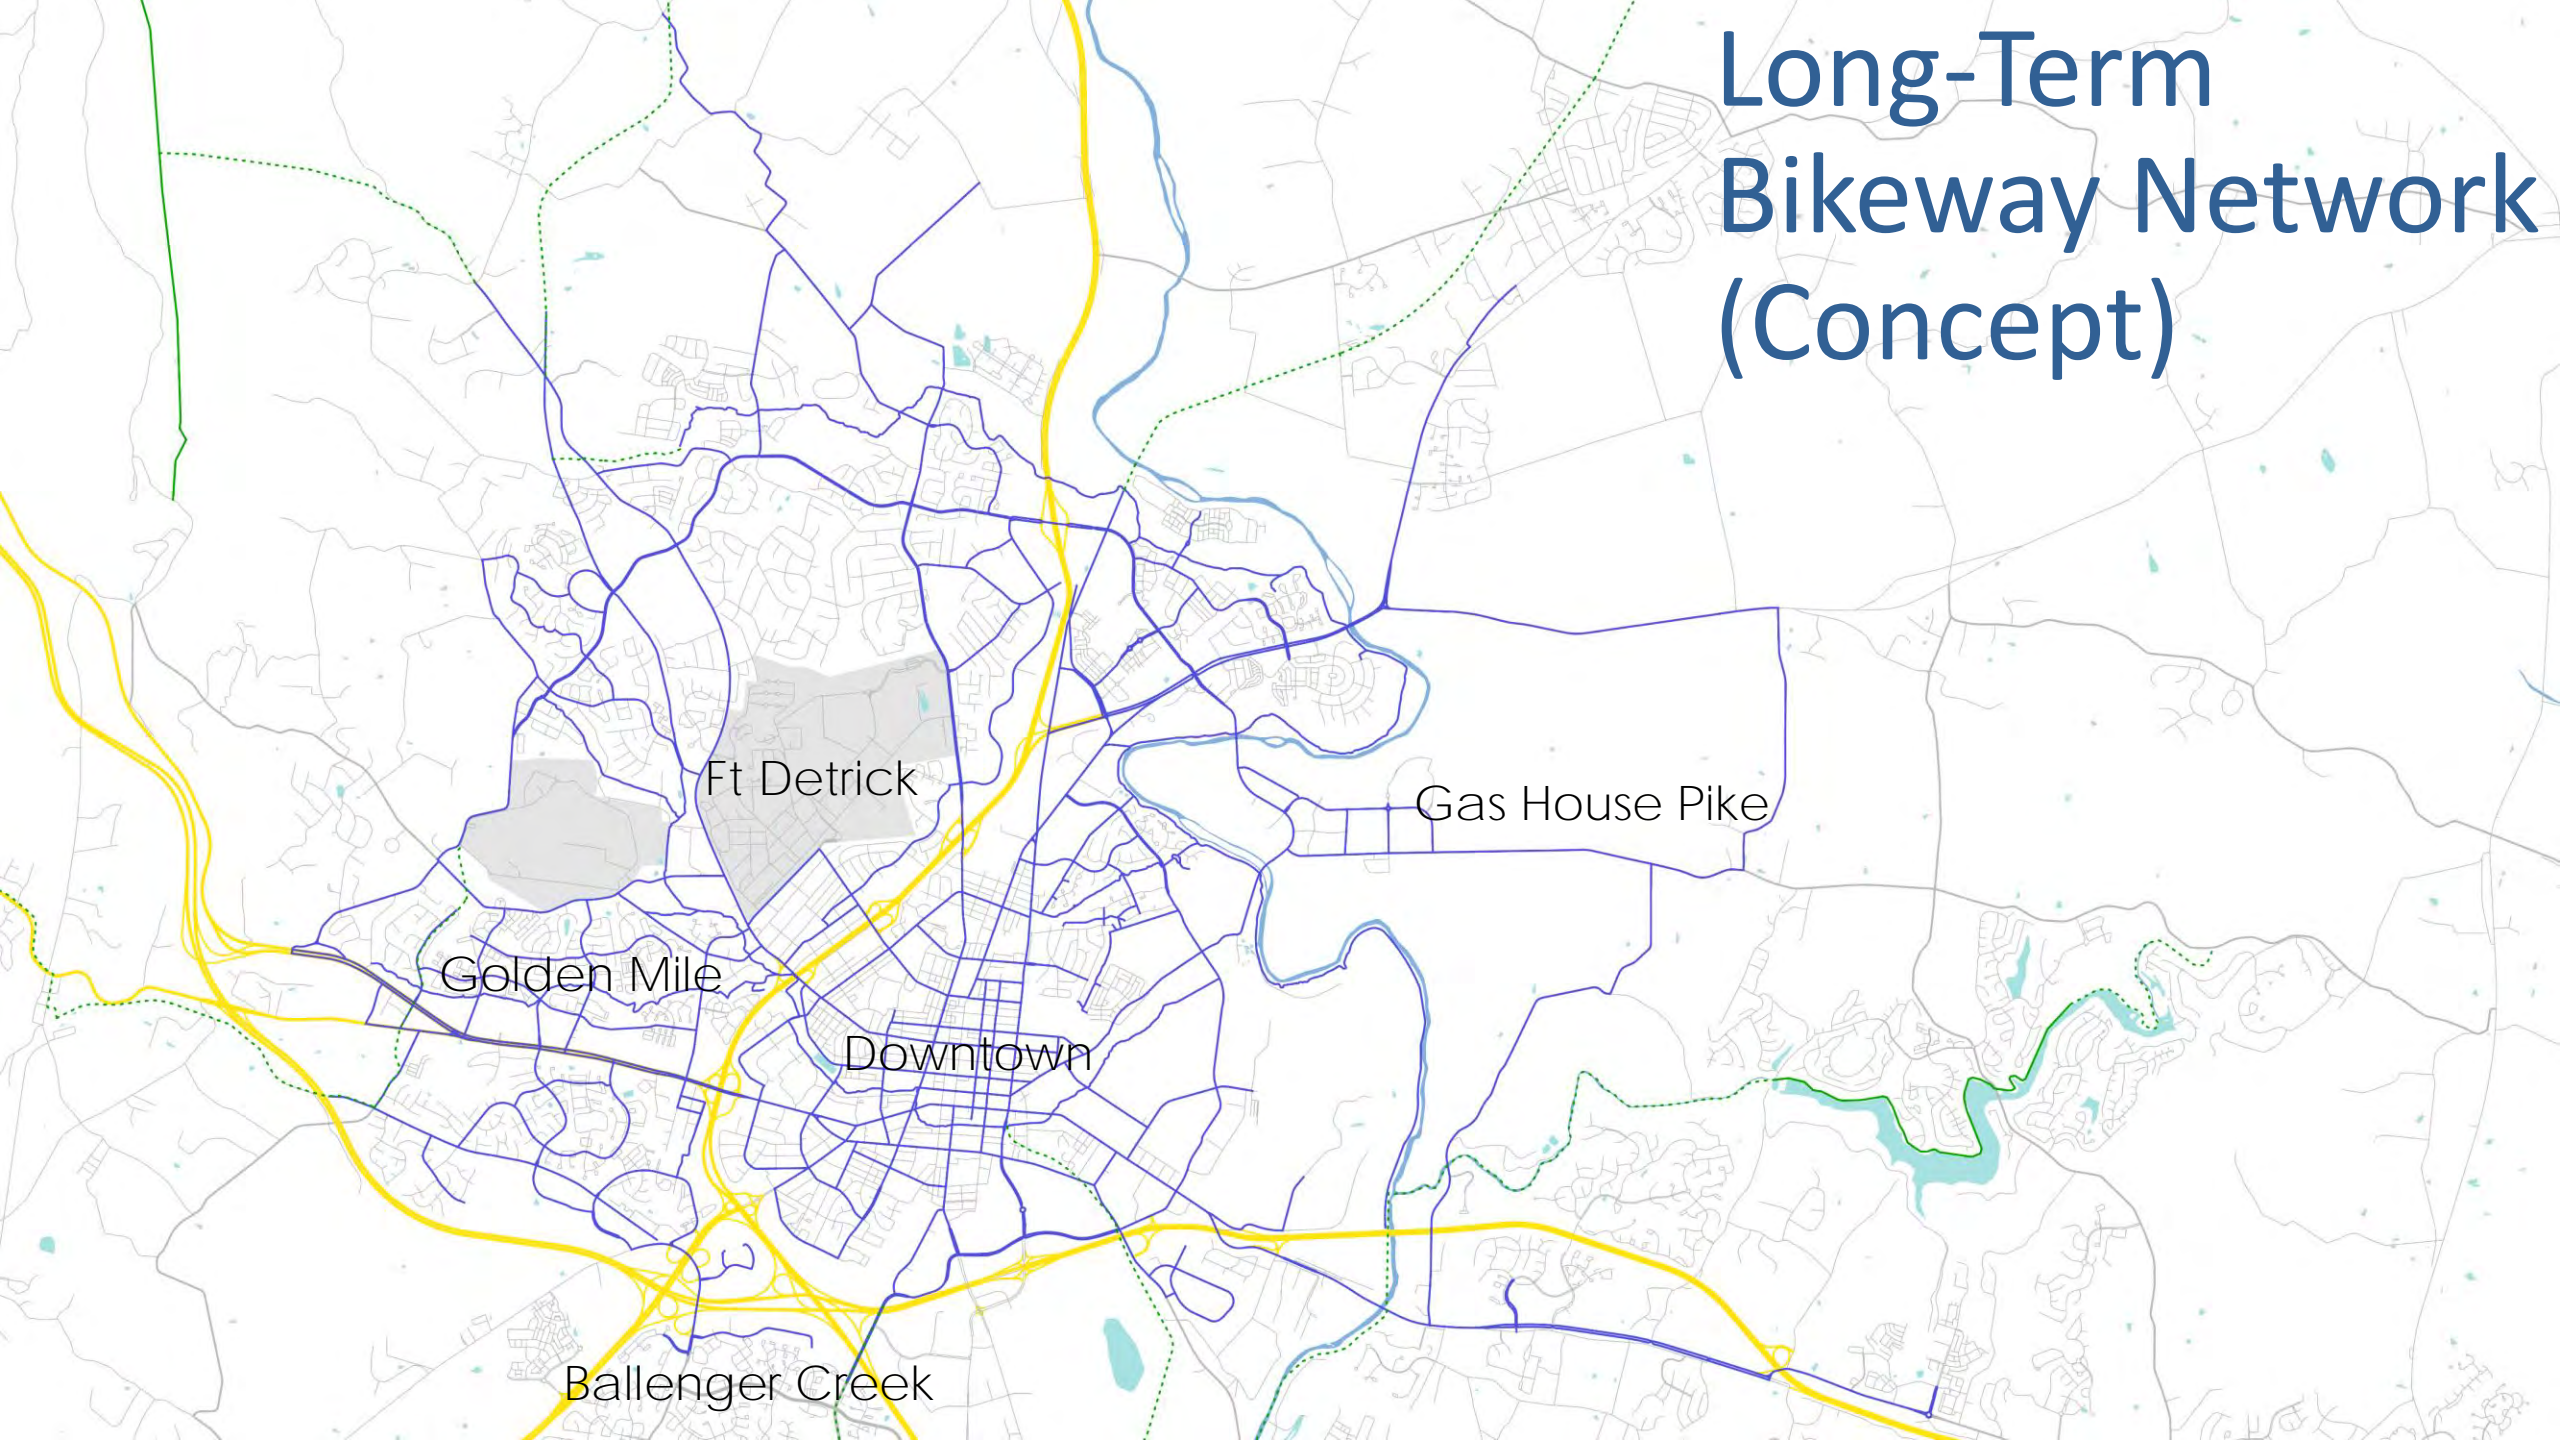 Long-Term
Bikeway Network
(Concept)
Ft Detrick
Gas House Pike
Golden Mile
Downtown
Ballenger Creek